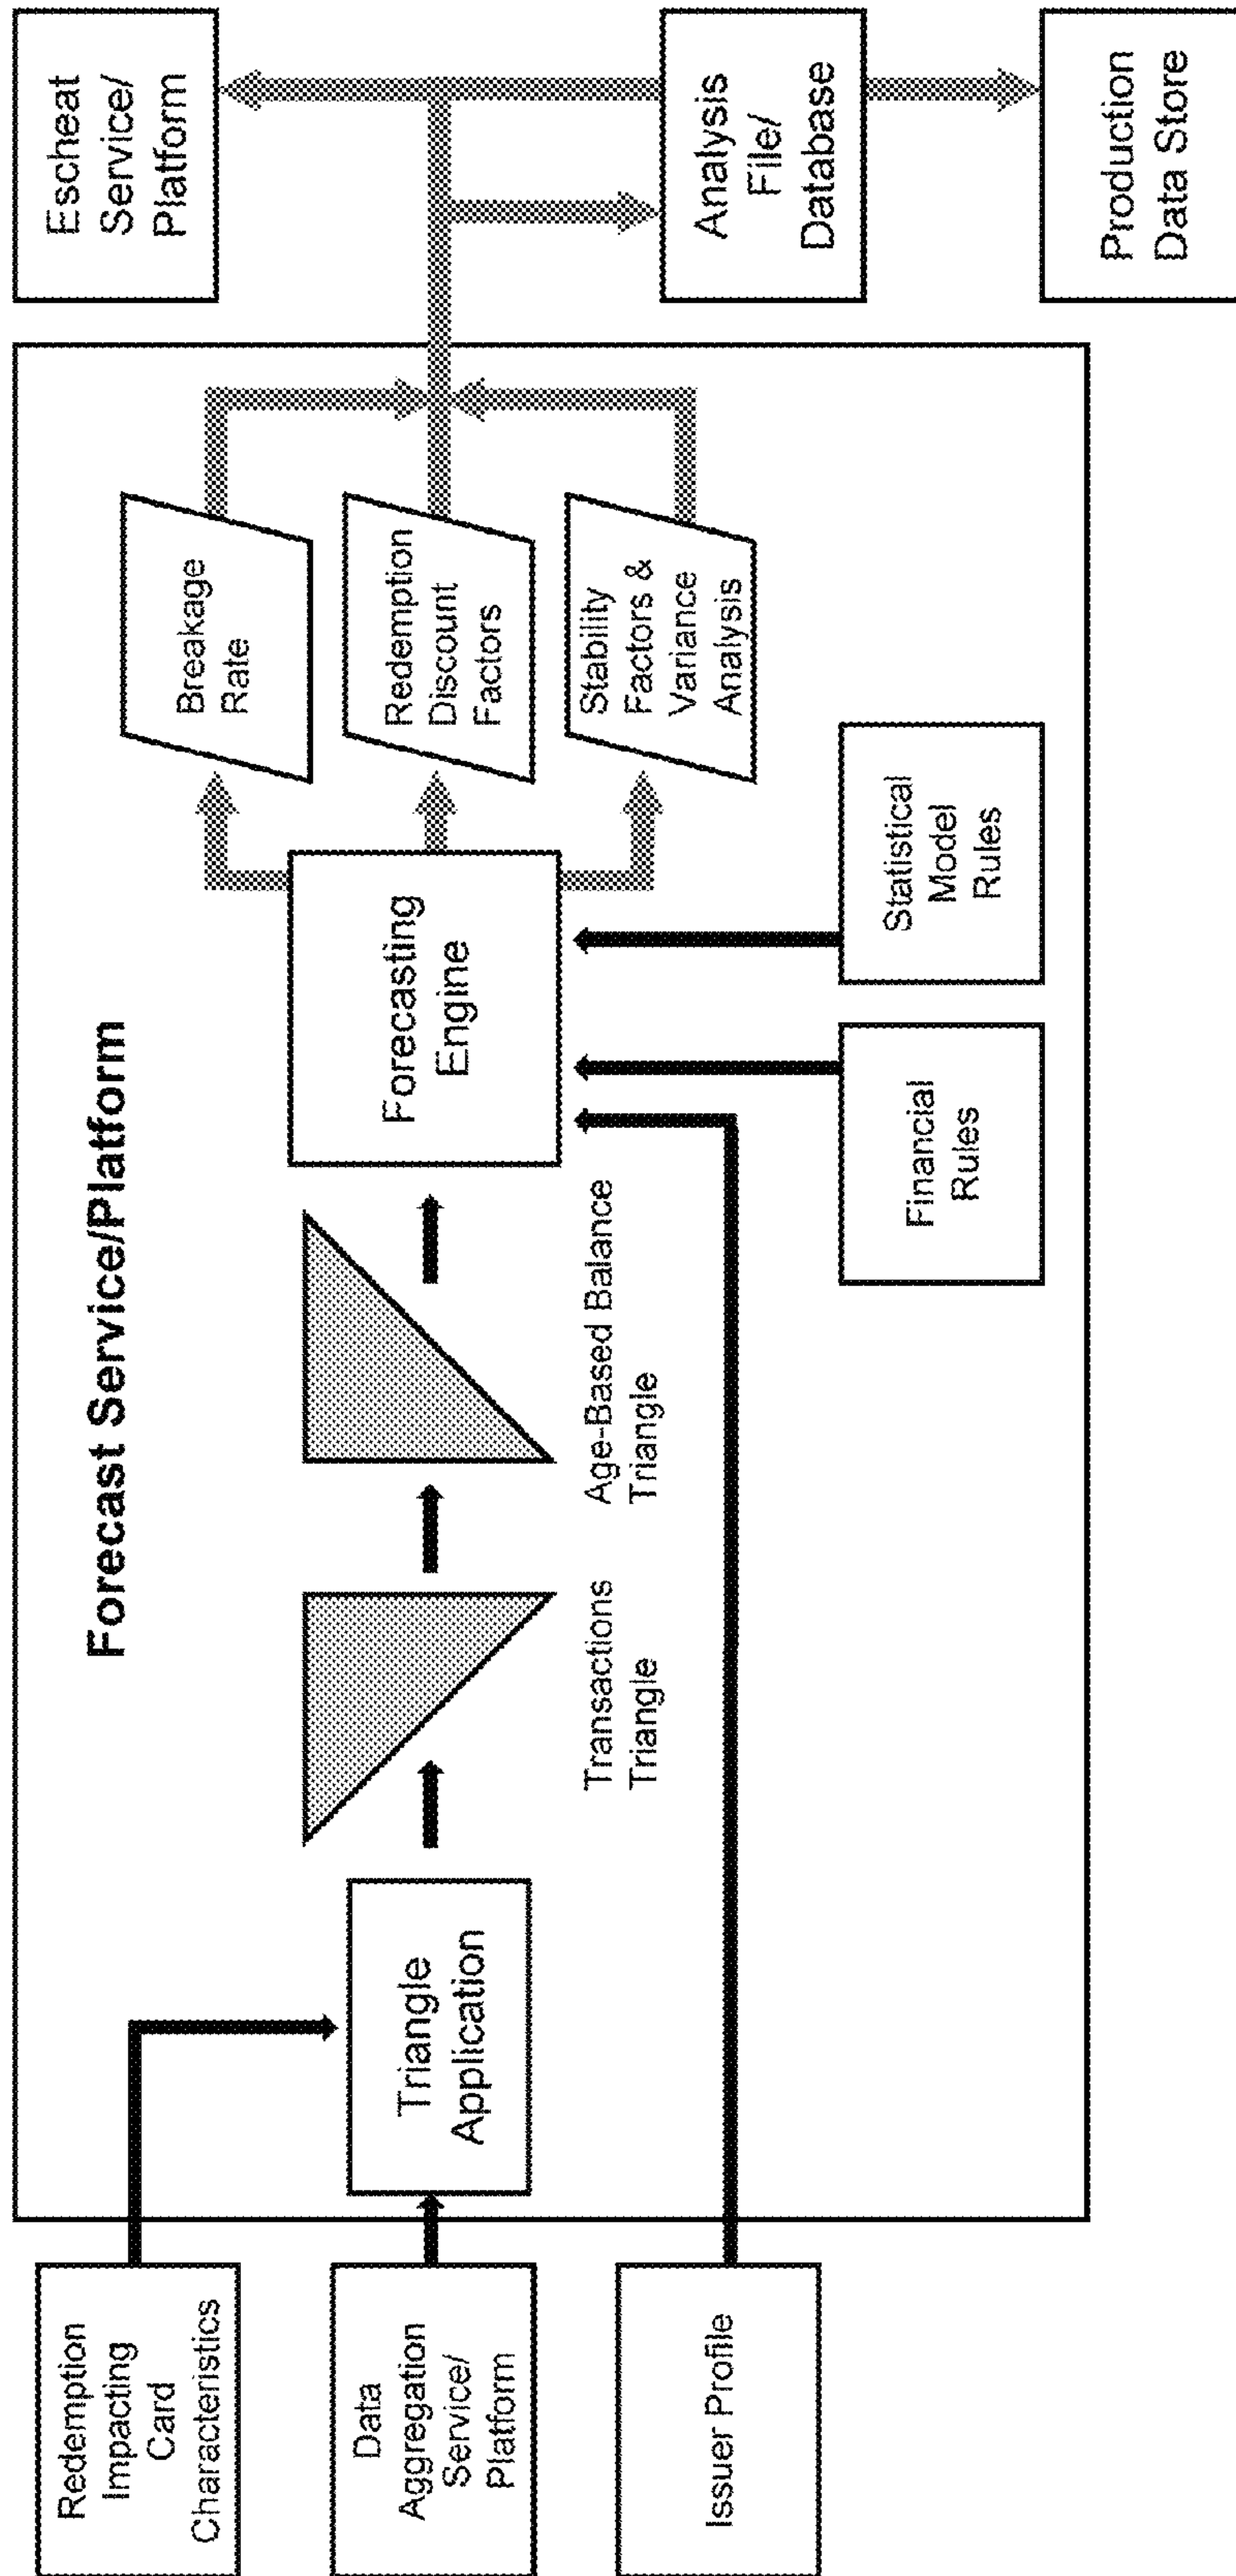 Forecast Service/Platform
Redemption
Impacting
Card
Characteristics
Data
Aggregation
Service/
Platform
Issuer Profile
Triangle
Application
Transactions
Triangle
Age-Based Balance
Triangle
Forecasting
Engine
Financial
Rules
Statistical
Model
Rules
Breakage
Rate
Redemption
Discount
Factors
Stability
Factors &
Variance
Analysis
Escheat
Service/
Platform
Analysis
File/
Database
Production
Data Store